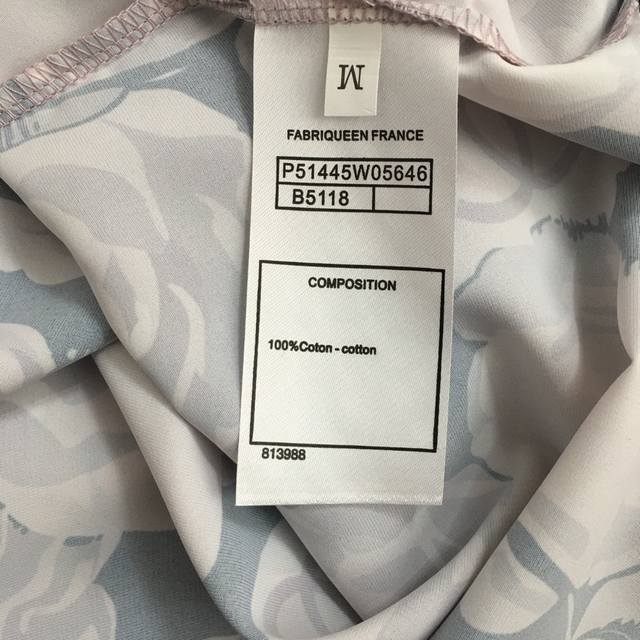 M
FABRIQUEEN FRANCE
P51445W05646
B5118
COMPOSITION
100%Coton - cotton
813988